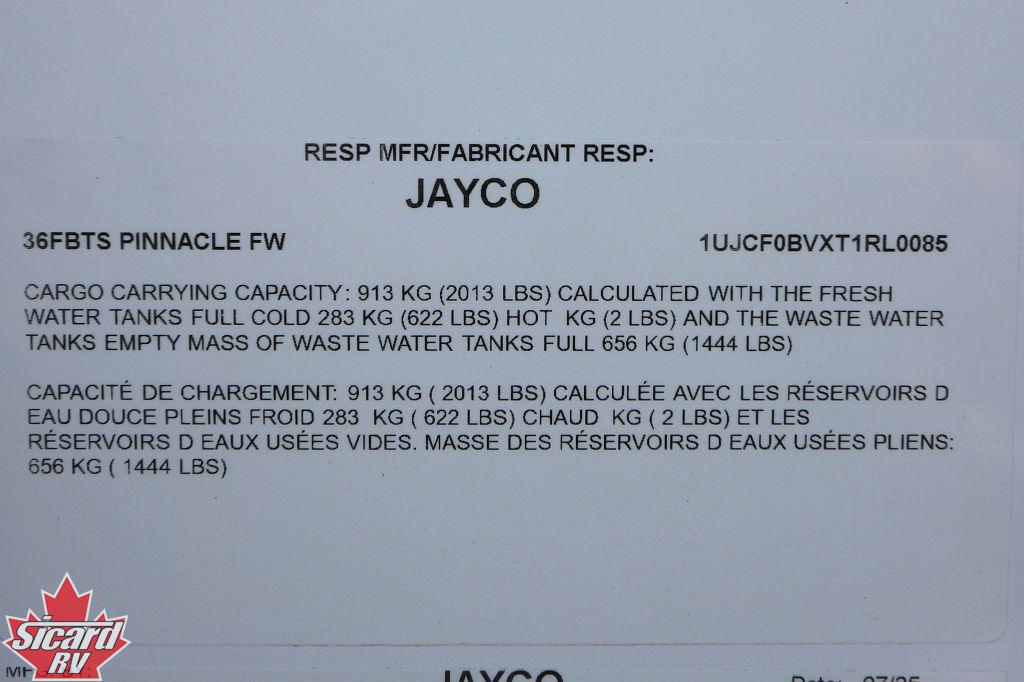 RESP MFR/FABRICANT RESP:
JAYCO
36FBTS PINNACLE FW 1UJCF0BVXT1RL0085
CARGO CARRYING CAPACITY: 913 KG (2013 LBS) CALCULATED WITH THE FRESH
WATER TANKS FULL COLD 283 KG (622 LBS) HOT KG (2 LBS) AND THE WASTE WATER
TANKS EMPTY MASS OF WASTE WATER TANKS FULL 656 KG (1444 LBS)
CAPACITÉ DE CHARGEMENT: 913 KG ( 2013 LBS) CALCULÉE AVEC LES RÉSERVOIRS D
EAU DOUCE PLEINS FROID 283 KG ( 622 LBS) CHAUD KG ( 2 LBS) ET LES
RÉSERVOIRS D EAUX USÉES VIDES. MASSE DES RÉSERVOIRS D EAUX USÉES PLIENS:
656 KG ( 1444 LBS)
Sicard
RV
JAYCO